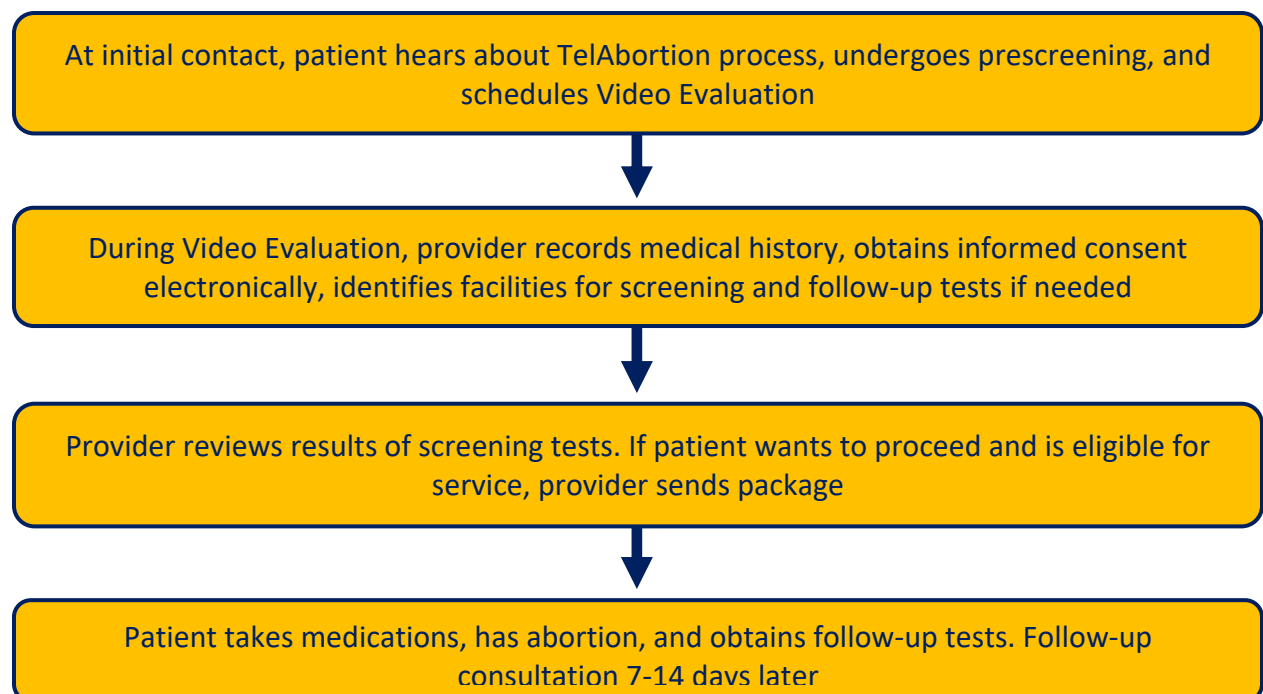 At initial contact, patient hears about TelAbortion process, undergoes prescreening, and
schedules Video Evaluation
During Video Evaluation, provider records medical history, obtains informed consent
electronically, identifies facilities for screening and follow-up tests if needed
Provider reviews results of screening tests. If patient wants to proceed and is eligible for
service, provider sends package
Patient takes medications, has abortion, and obtains follow-up tests. Follow-up
consultation 7-14 days later